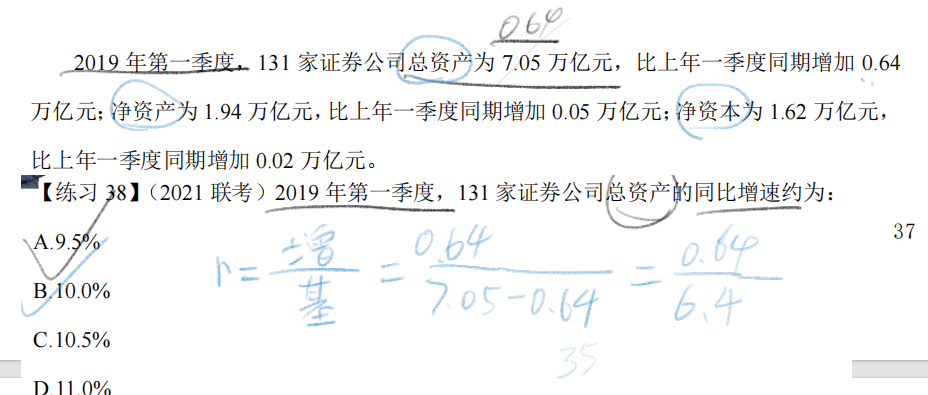 0.64
2019 年第一季度，131 家证券公司总资产为 7.05 万亿元，比上年一季度同期增加 0.64
万亿元；净资产为 1.94 万亿元，比上年一季度同期增加 0.05 万亿元；净资本为 1.62 万亿元，
比上年一季度同期增加 0.02 万亿元。
【练习 38】（2021 联考）2019 年第一季度，131 家证券公司总资产的同比增速约为：
37
A.9.5%
r=增/基=0.64/7.05-0.64=0.64/6.4
B.10.0%
C.10.5%
35
D.11.0%